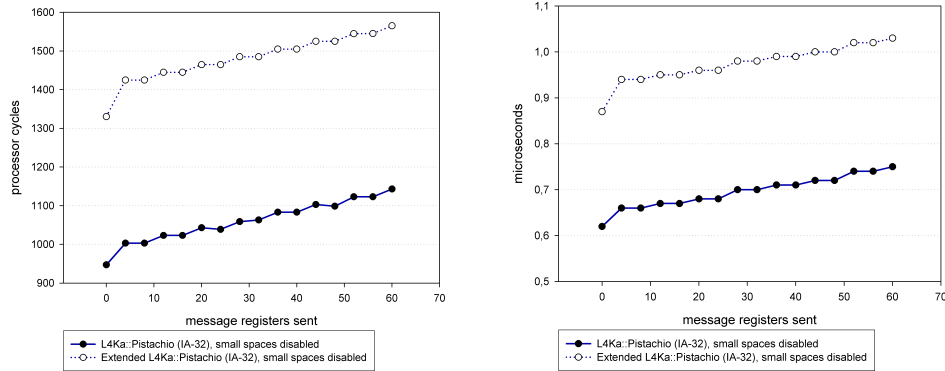 1600
1500
1400
1300
1200
1100
1000
900
processor cycles
0 10 20 30 40 50 60 70
message registers sent
L4Ka::Pistachio (IA-32), small spaces disabled
Extended L4Ka::Pistachio (IA-32), small spaces disabled
1,1
1,0
0,9
0,8
0,7
0,6
0,5
microseconds
0 10 20 30 40 50 60 70
message registers sent
L4Ka::Pistachio (IA-32), small spaces disabled
Extended L4Ka::Pistachio (IA-32), small spaces disabled